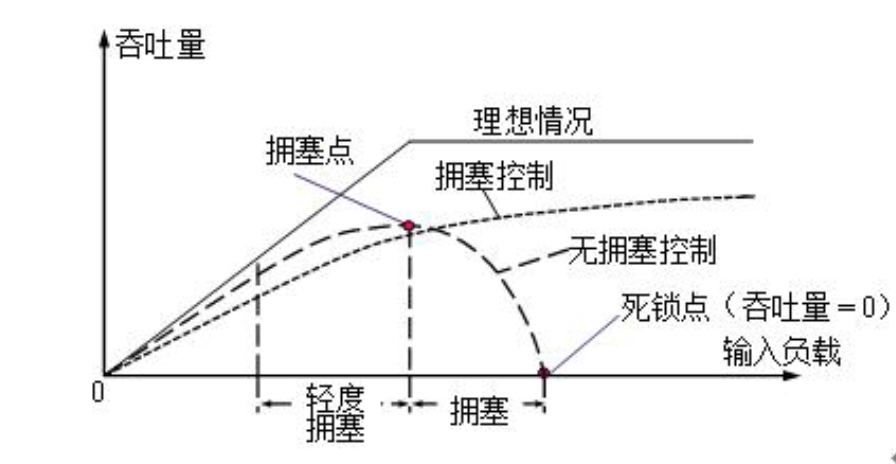 吞吐量
理想情况
拥塞点
拥塞控制
无拥塞控制
死锁点（吞吐量＝0）
输入负载
0
轻度
拥塞
拥塞